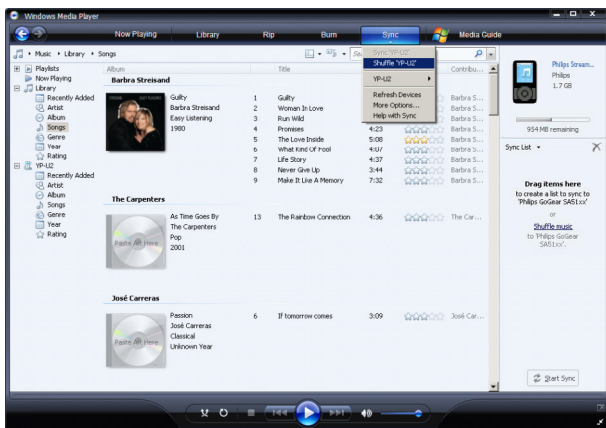 Windows Media Player
Now Playing Library Rip Burn Sync Media Guide
Music Library Songs
Sync 'YP-U2'
Shuffle 'YP-U2'
YP-U2
Refresh Devices
More Options...
Help with Sync
Playlists
Now Playing
Library
Recently Added
Artist
Album
Songs
Genre
Year
Rating
YP-U2
Recently Added
Artist
Album
Songs
Genre
Year
Rating
Album Title Contribu...
Barbra Streisand
Guilty
Barbra Streisand
Easy Listening
1980
1 Guilty Barbra S...
2 Woman In Love Barbra S...
3 Run Wild Barbra S...
4 Promises 4:23 Barbra S...
5 The Love Inside 5:08 Barbra S...
6 What Kind Of Fool 4:07 Barbra S...
7 Life Story 4:37 Barbra S...
8 Never Give Up 3:44 Barbra S...
9 Make It Like A Memory 7:32 Barbra S...
The Carpenters
Paste Art Here
As Time Goes By
The Carpenters
Pop
2001
13 The Rainbow Connection 4:36 The Car...
José Carreras
Paste Art Here
Passion
José Carreras
Classical
Unknown Year
6 If tomorrow comes 3:09 José Car...
Philips Stream...
Philips
1.7 GB
954 MB remaining
Sync List
Drag items here
to create a list to sync to
'Philips GoGear
SA51xx'
or
Shuffle music
to 'Philips GoGear
SA51xx'.
Start Sync